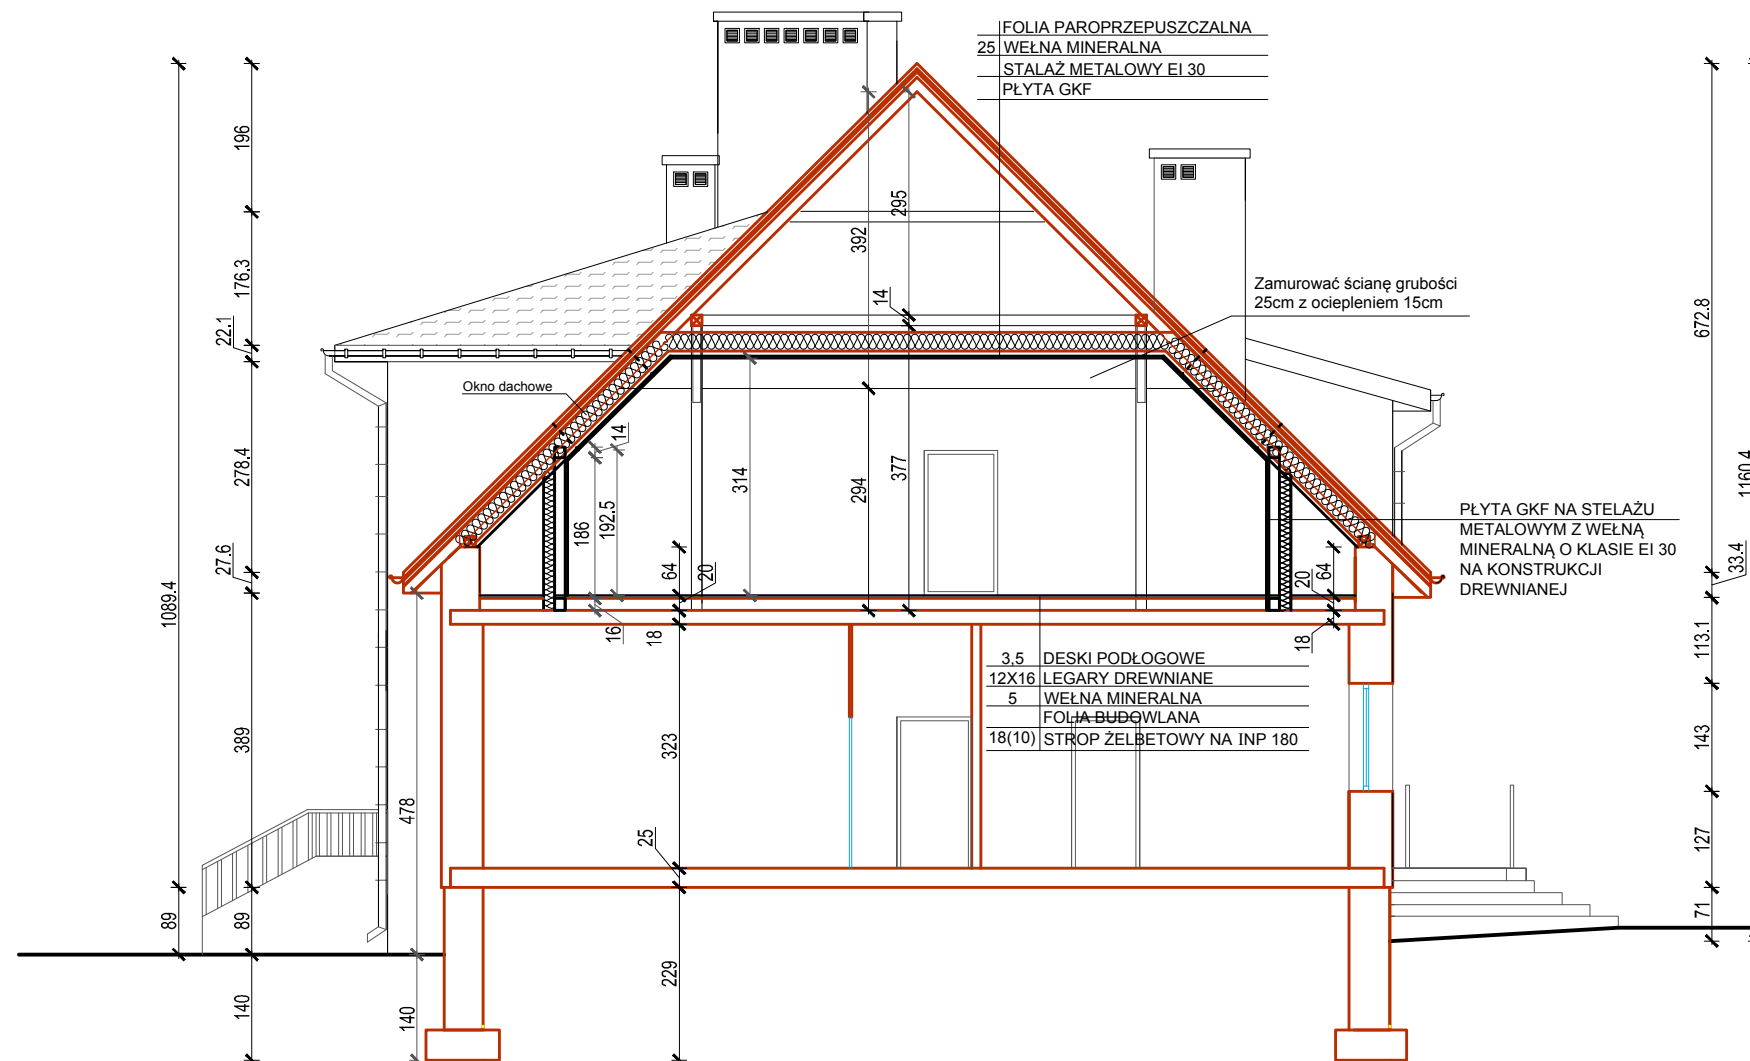 FOLIA PAROPRZEPUSZCZALNA
25 WEŁNA MINERALNA
STALAŻ METALOWY EI 30
PŁYTA GKF
Zamurować ścianę grubości
25cm z ociepleniem 15cm
Okno dachowe
PŁYTA GKF NA STELAŻU
METALOWYM Z WEŁNĄ
MINERALNĄ O KLASIE EI 30
NA KONSTRUKCJI
DREWNIANEJ
3,5 DESKI PODŁOGOWE
12X16 LEGARY DREWNIANE
5 WEŁNA MINERALNA
FOLIA BUDOWLANA
18(10) STROP ŻELBETOWY NA INP 180
1089.4
89
196
176.3
22.1
278.4
27.6
389
89
140
478
140
14
186
192.5
16
64
20
18
323
25
229
314
392
294
295
14
377
20
64
18
672.8
33.4
113.1
143
127
71
1160.4